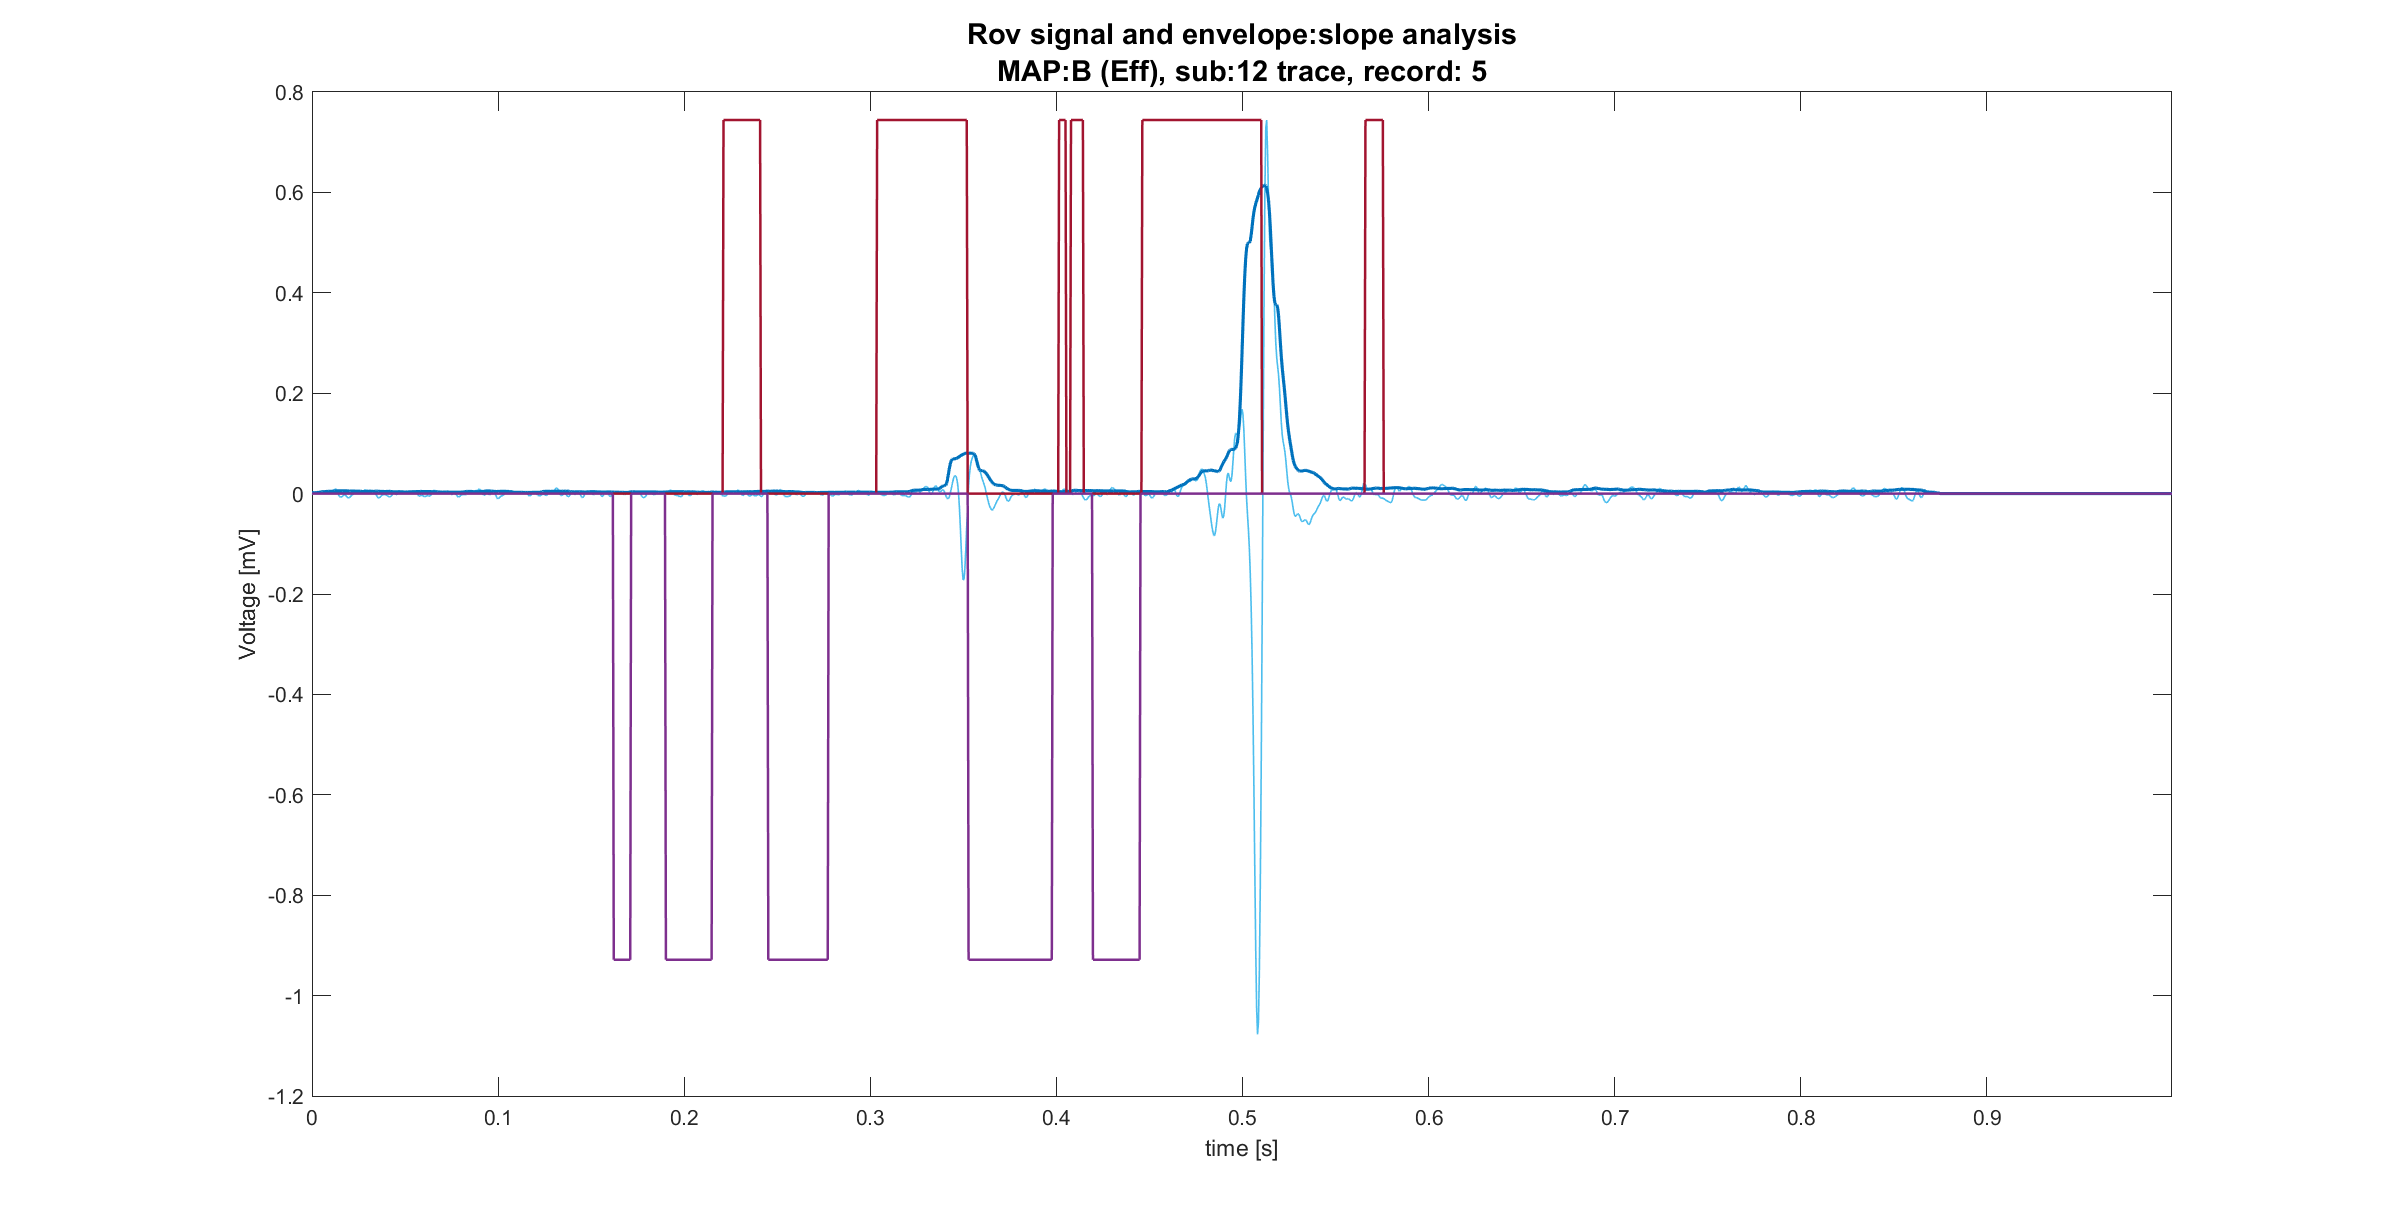 Rov signal and envelope:slope analysis
MAP:B (Eff), sub:12 trace, record: 5
0.8
0.6
0.4
0.2
0
-0.2
-0.4
-0.6
-0.8
-1
-1.2
Voltage [mV]
0 0.1 0.2 0.3 0.4 0.5 0.6 0.7 0.8 0.9
time [s]